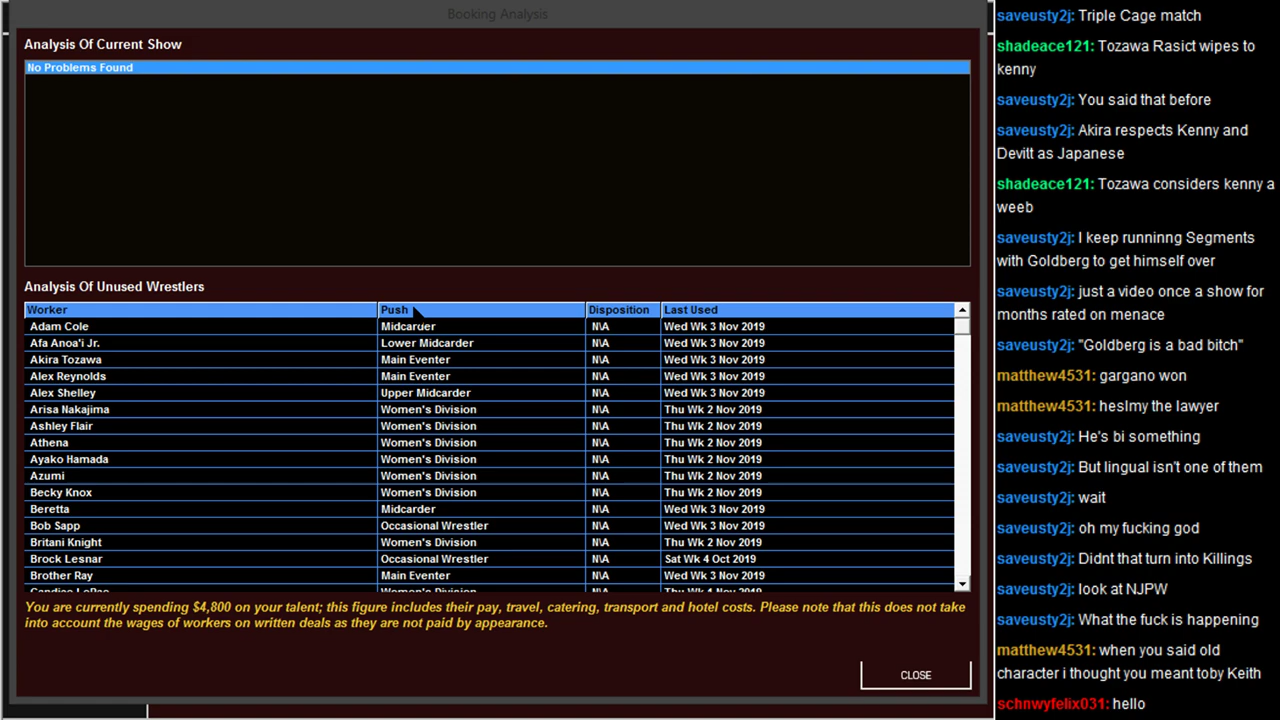 Booking Analysis
Analysis Of Current Show
No Problems Found
Analysis Of Unused Wrestlers
Worker Push Disposition Last Used
Adam Cole Midcarder N\A Wed Wk 3 Nov 2019
Afa Anoa'i Jr. Lower Midcarder N\A Wed Wk 3 Nov 2019
Akira Tozawa Main Eventer N\A Wed Wk 3 Nov 2019
Alex Reynolds Main Eventer N\A Wed Wk 3 Nov 2019
Alex Shelley Upper Midcarder N\A Wed Wk 3 Nov 2019
Arisa Nakajima Women's Division N\A Thu Wk 2 Nov 2019
Ashley Flair Women's Division N\A Thu Wk 2 Nov 2019
Athena Women's Division N\A Thu Wk 2 Nov 2019
Ayako Hamada Women's Division N\A Thu Wk 2 Nov 2019
Azumi Women's Division N\A Thu Wk 2 Nov 2019
Becky Knox Women's Division N\A Thu Wk 2 Nov 2019
Beretta Midcarder N\A Wed Wk 3 Nov 2019
Bob Sapp Occasional Wrestler N\A Wed Wk 3 Nov 2019
Britani Knight Women's Division N\A Thu Wk 2 Nov 2019
Brock Lesnar Occasional Wrestler N\A Sat Wk 4 Oct 2019
Brother Ray Main Eventer N\A Wed Wk 3 Nov 2019
You are currently spending $4,800 on your talent; this figure includes their pay, travel, catering, transport and hotel costs. Please note that this does not take
into account the wages of workers on written deals as they are not paid by appearance.
CLOSE
saveusty2j: Triple Cage match
shadeace121: Tozawa Rasict wipes to
kenny
saveusty2j: You said that before
saveusty2j: Akira respects Kenny and
Devitt as Japanese
shadeace121: Tozawa considers kenny a
weeb
saveusty2j: I keep runninng Segments
with Goldberg to get himself over
saveusty2j: just a video once a show for
months rated on menace
saveusty2j: "Goldberg is a bad bitch"
matthew4531: gargano won
matthew4531: heslmy the lawyer
saveusty2j: He's bi something
saveusty2j: But lingual isn't one of them
saveusty2j: wait
saveusty2j: oh my fucking god
saveusty2j: Didnt that turn into Killings
saveusty2j: look at NJPW
saveusty2j: What the fuck is happening
matthew4531: when you said old
character i thought you meant toby Keith
schnwyfelix031: hello